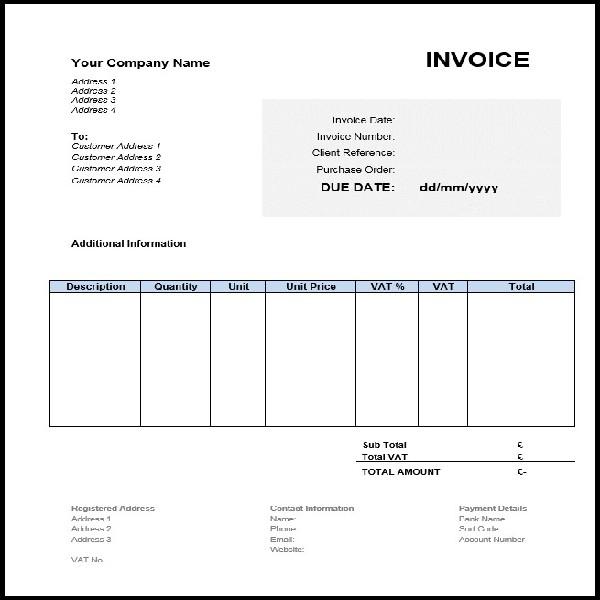 INVOICE
Your Company Name
Address 1
Address 2
Address 3
Address 4
To:
Customer Address 1
Customer Address 2
Customer Address 3
Customer Address 4
Invoice Date:
Invoice Number:
Client Reference:
Purchase Order:
DUE DATE: dd/mm/yyyy
Additional Information
Description Quantity Unit Unit Price VAT % VAT Total
Sub Total £
Total VAT £
TOTAL AMOUNT £-
Registered Address
Address 1
Address 2
Address 3
VAT No
Contact Information
Name:
Phone:
Email:
Website:
Payment Details
Bank Name
Sort Code
Account Number